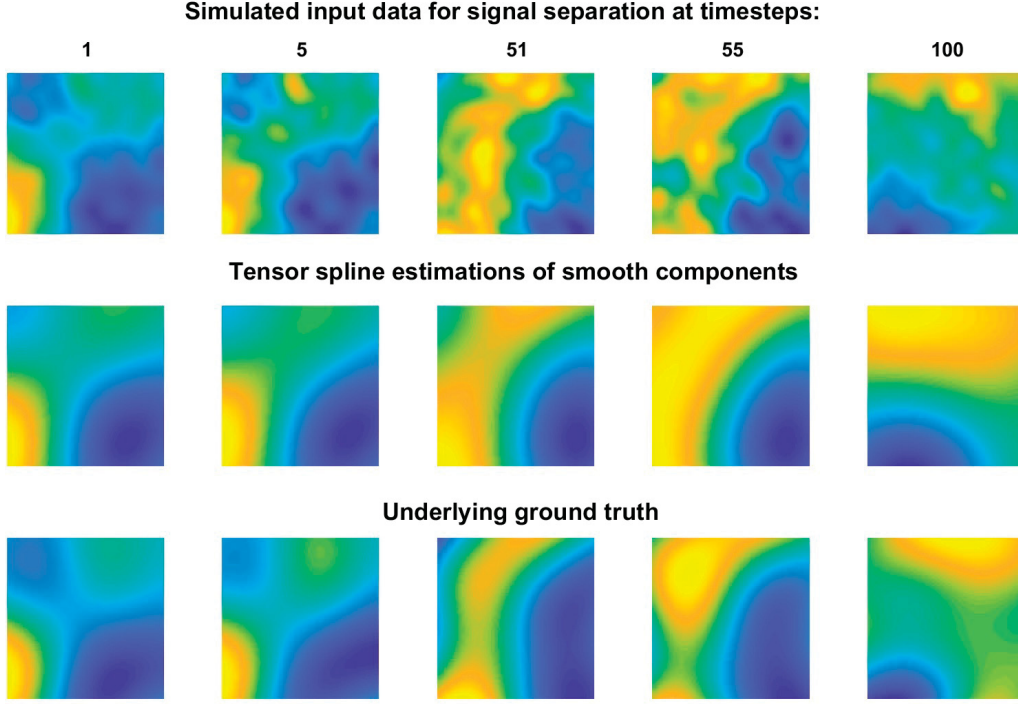 Simulated input data for signal separation at timesteps:
1 5 51 55 100
Tensor spline estimations of smooth components
Underlying ground truth